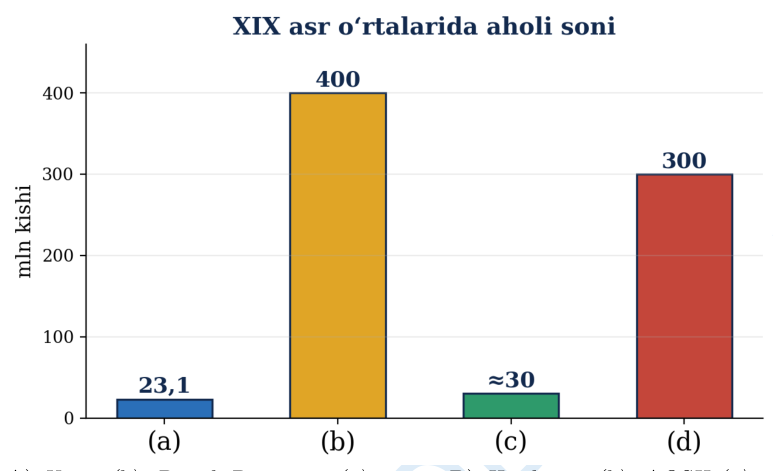 XIX asr oʻrtalarida aholi soni
mln kishi
400
300
200
100
0
23,1
400
≈30
300
(a)
(b)
(c)
(d)